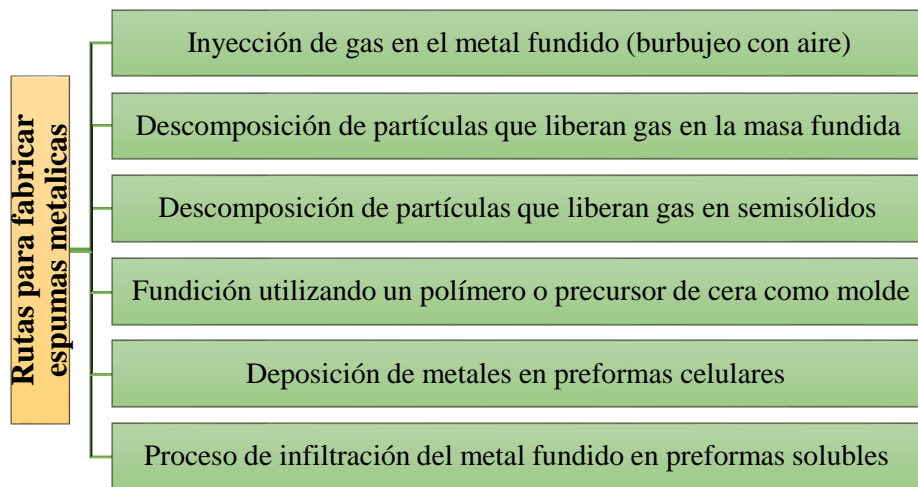 Rutas para fabricar
espumas metalicas
Inyección de gas en el metal fundido (burbujeo con aire)
Descomposición de partículas que liberan gas en la masa fundida
Descomposición de partículas que liberan gas en semisólidos
Fundición utilizando un polímero o precursor de cera como molde
Deposición de metales en preformas celulares
Proceso de infiltración del metal fundido en preformas solubles